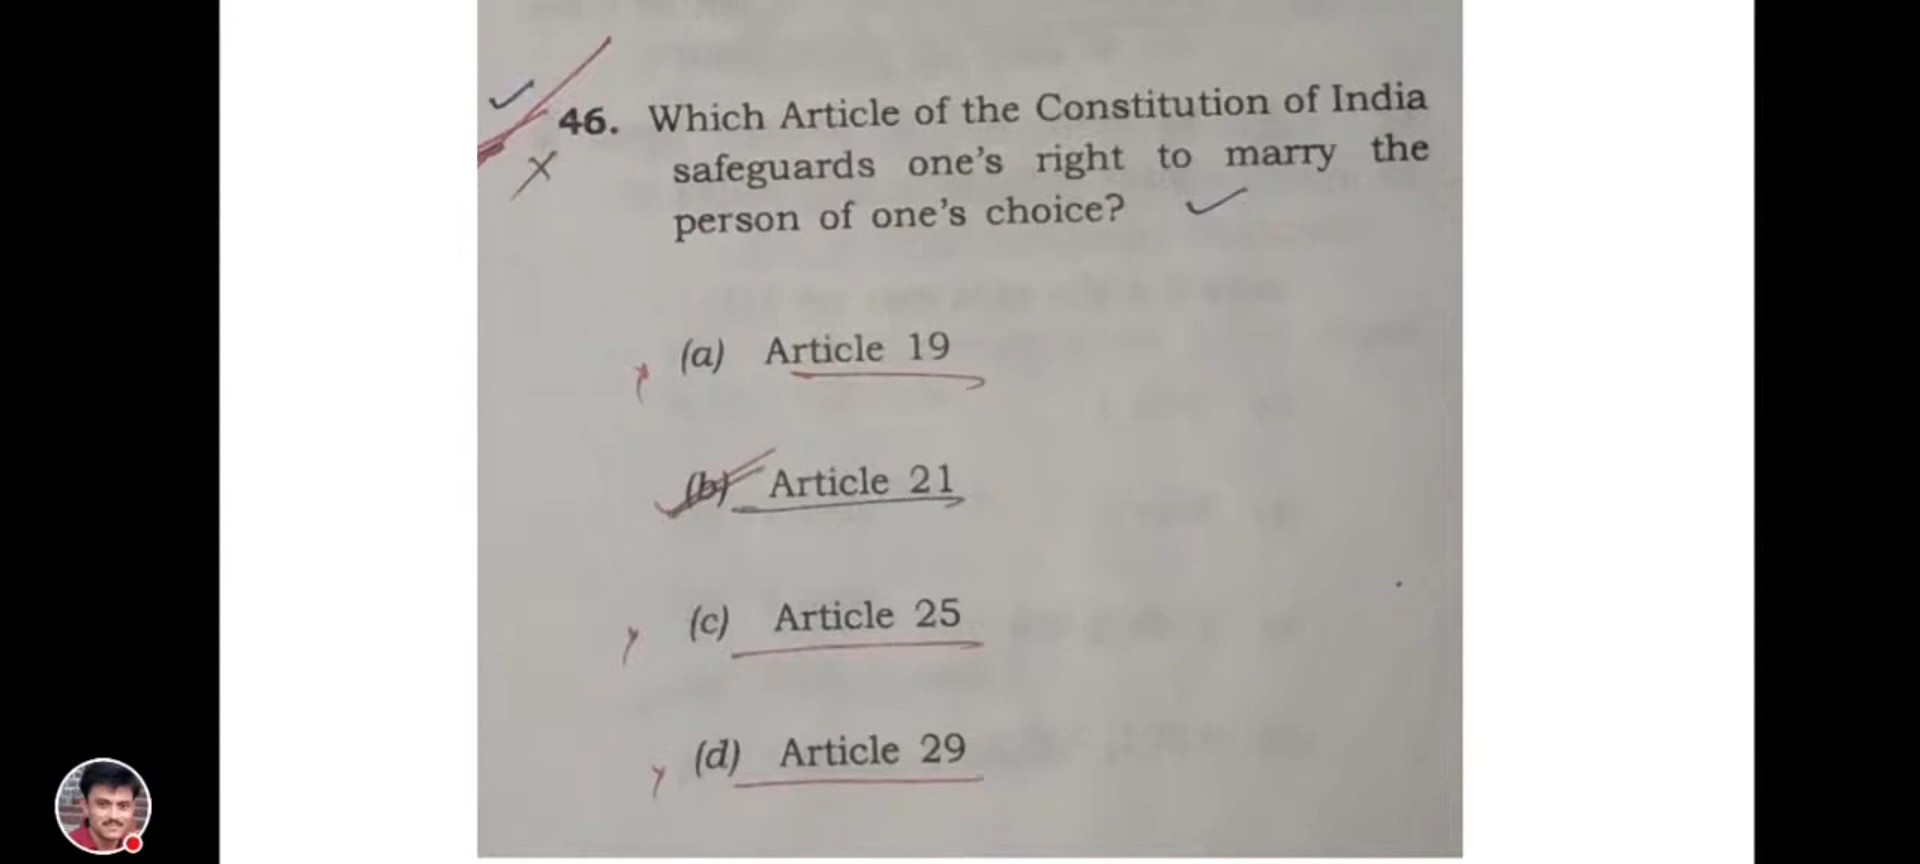 46. Which Article of the Constitution of India
safeguards one's right to marry the
person of one's choice?
(a) Article 19
(b) Article 21
(c) Article 25
(d) Article 29